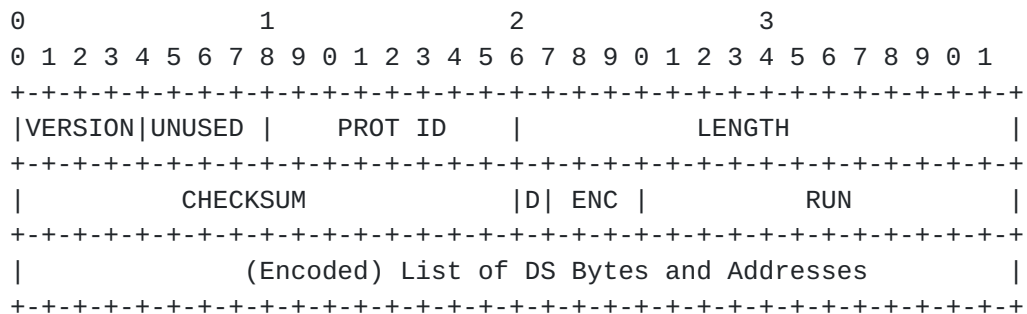 0               1               2               3
0 1 2 3 4 5 6 7 8 9 0 1 2 3 4 5 6 7 8 9 0 1 2 3 4 5 6 7 8 9 0 1
+-+-+-+-+-+-+-+-+-+-+-+-+-+-+-+-+-+-+-+-+-+-+-+-+-+-+-+-+-+-+-+-+
|VERSION|UNUSED |    PROT ID    |           LENGTH              |
+-+-+-+-+-+-+-+-+-+-+-+-+-+-+-+-+-+-+-+-+-+-+-+-+-+-+-+-+-+-+-+-+
|          CHECKSUM             |D| ENC |          RUN          |
+-+-+-+-+-+-+-+-+-+-+-+-+-+-+-+-+-+-+-+-+-+-+-+-+-+-+-+-+-+-+-+-+
|              (Encoded) List of DS Bytes and Addresses         |
+-+-+-+-+-+-+-+-+-+-+-+-+-+-+-+-+-+-+-+-+-+-+-+-+-+-+-+-+-+-+-+-+